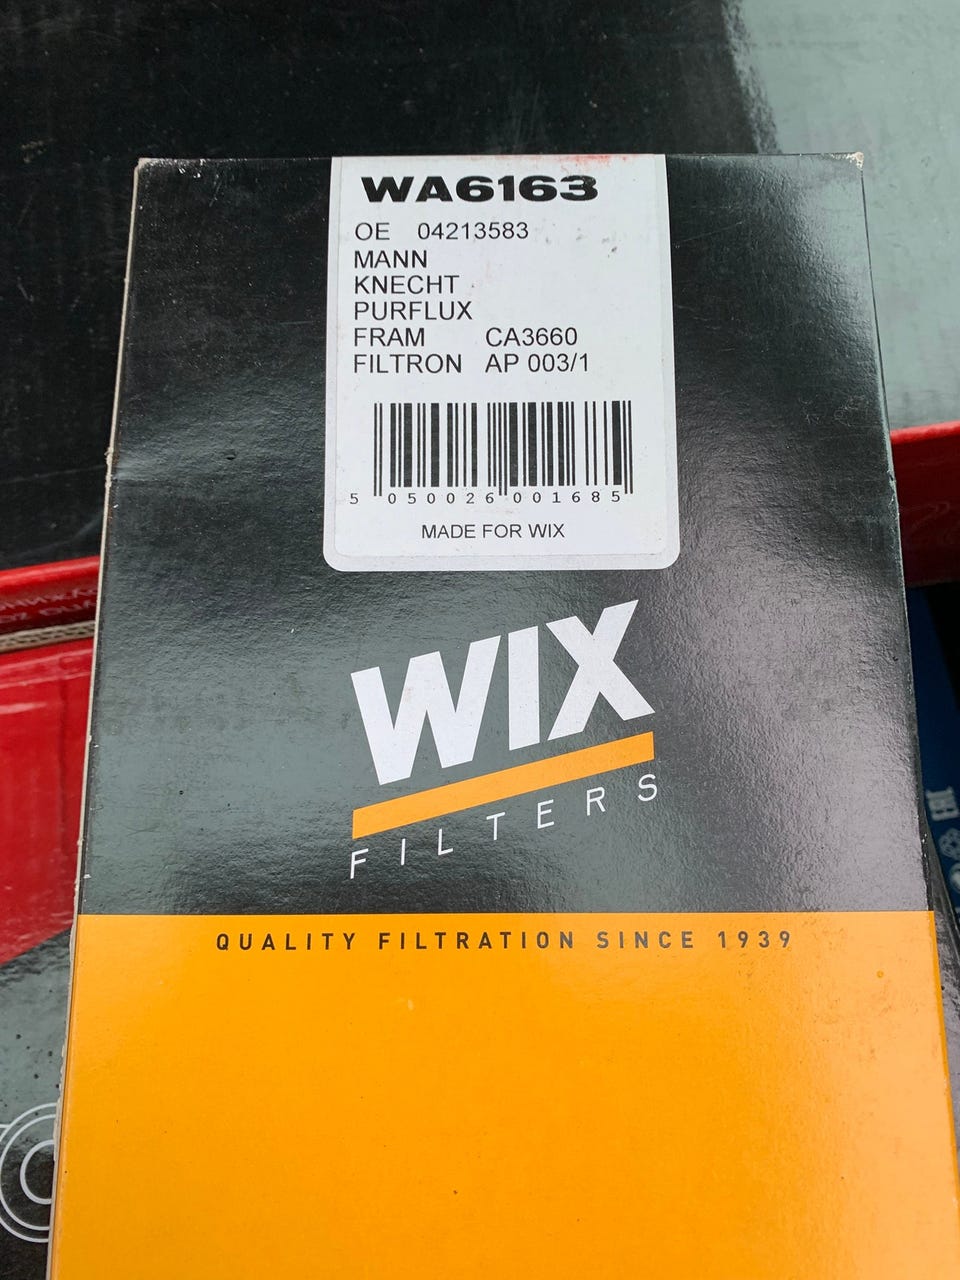 WA6163
OE 04213583
MANN
KNECHT
PURFLUX
FRAM CA3660
FILTRON AP 003/1
5 050026 001685
MADE FOR WIX
WIX
FILTERS
QUALITY FILTRATION SINCE 1939
EAC